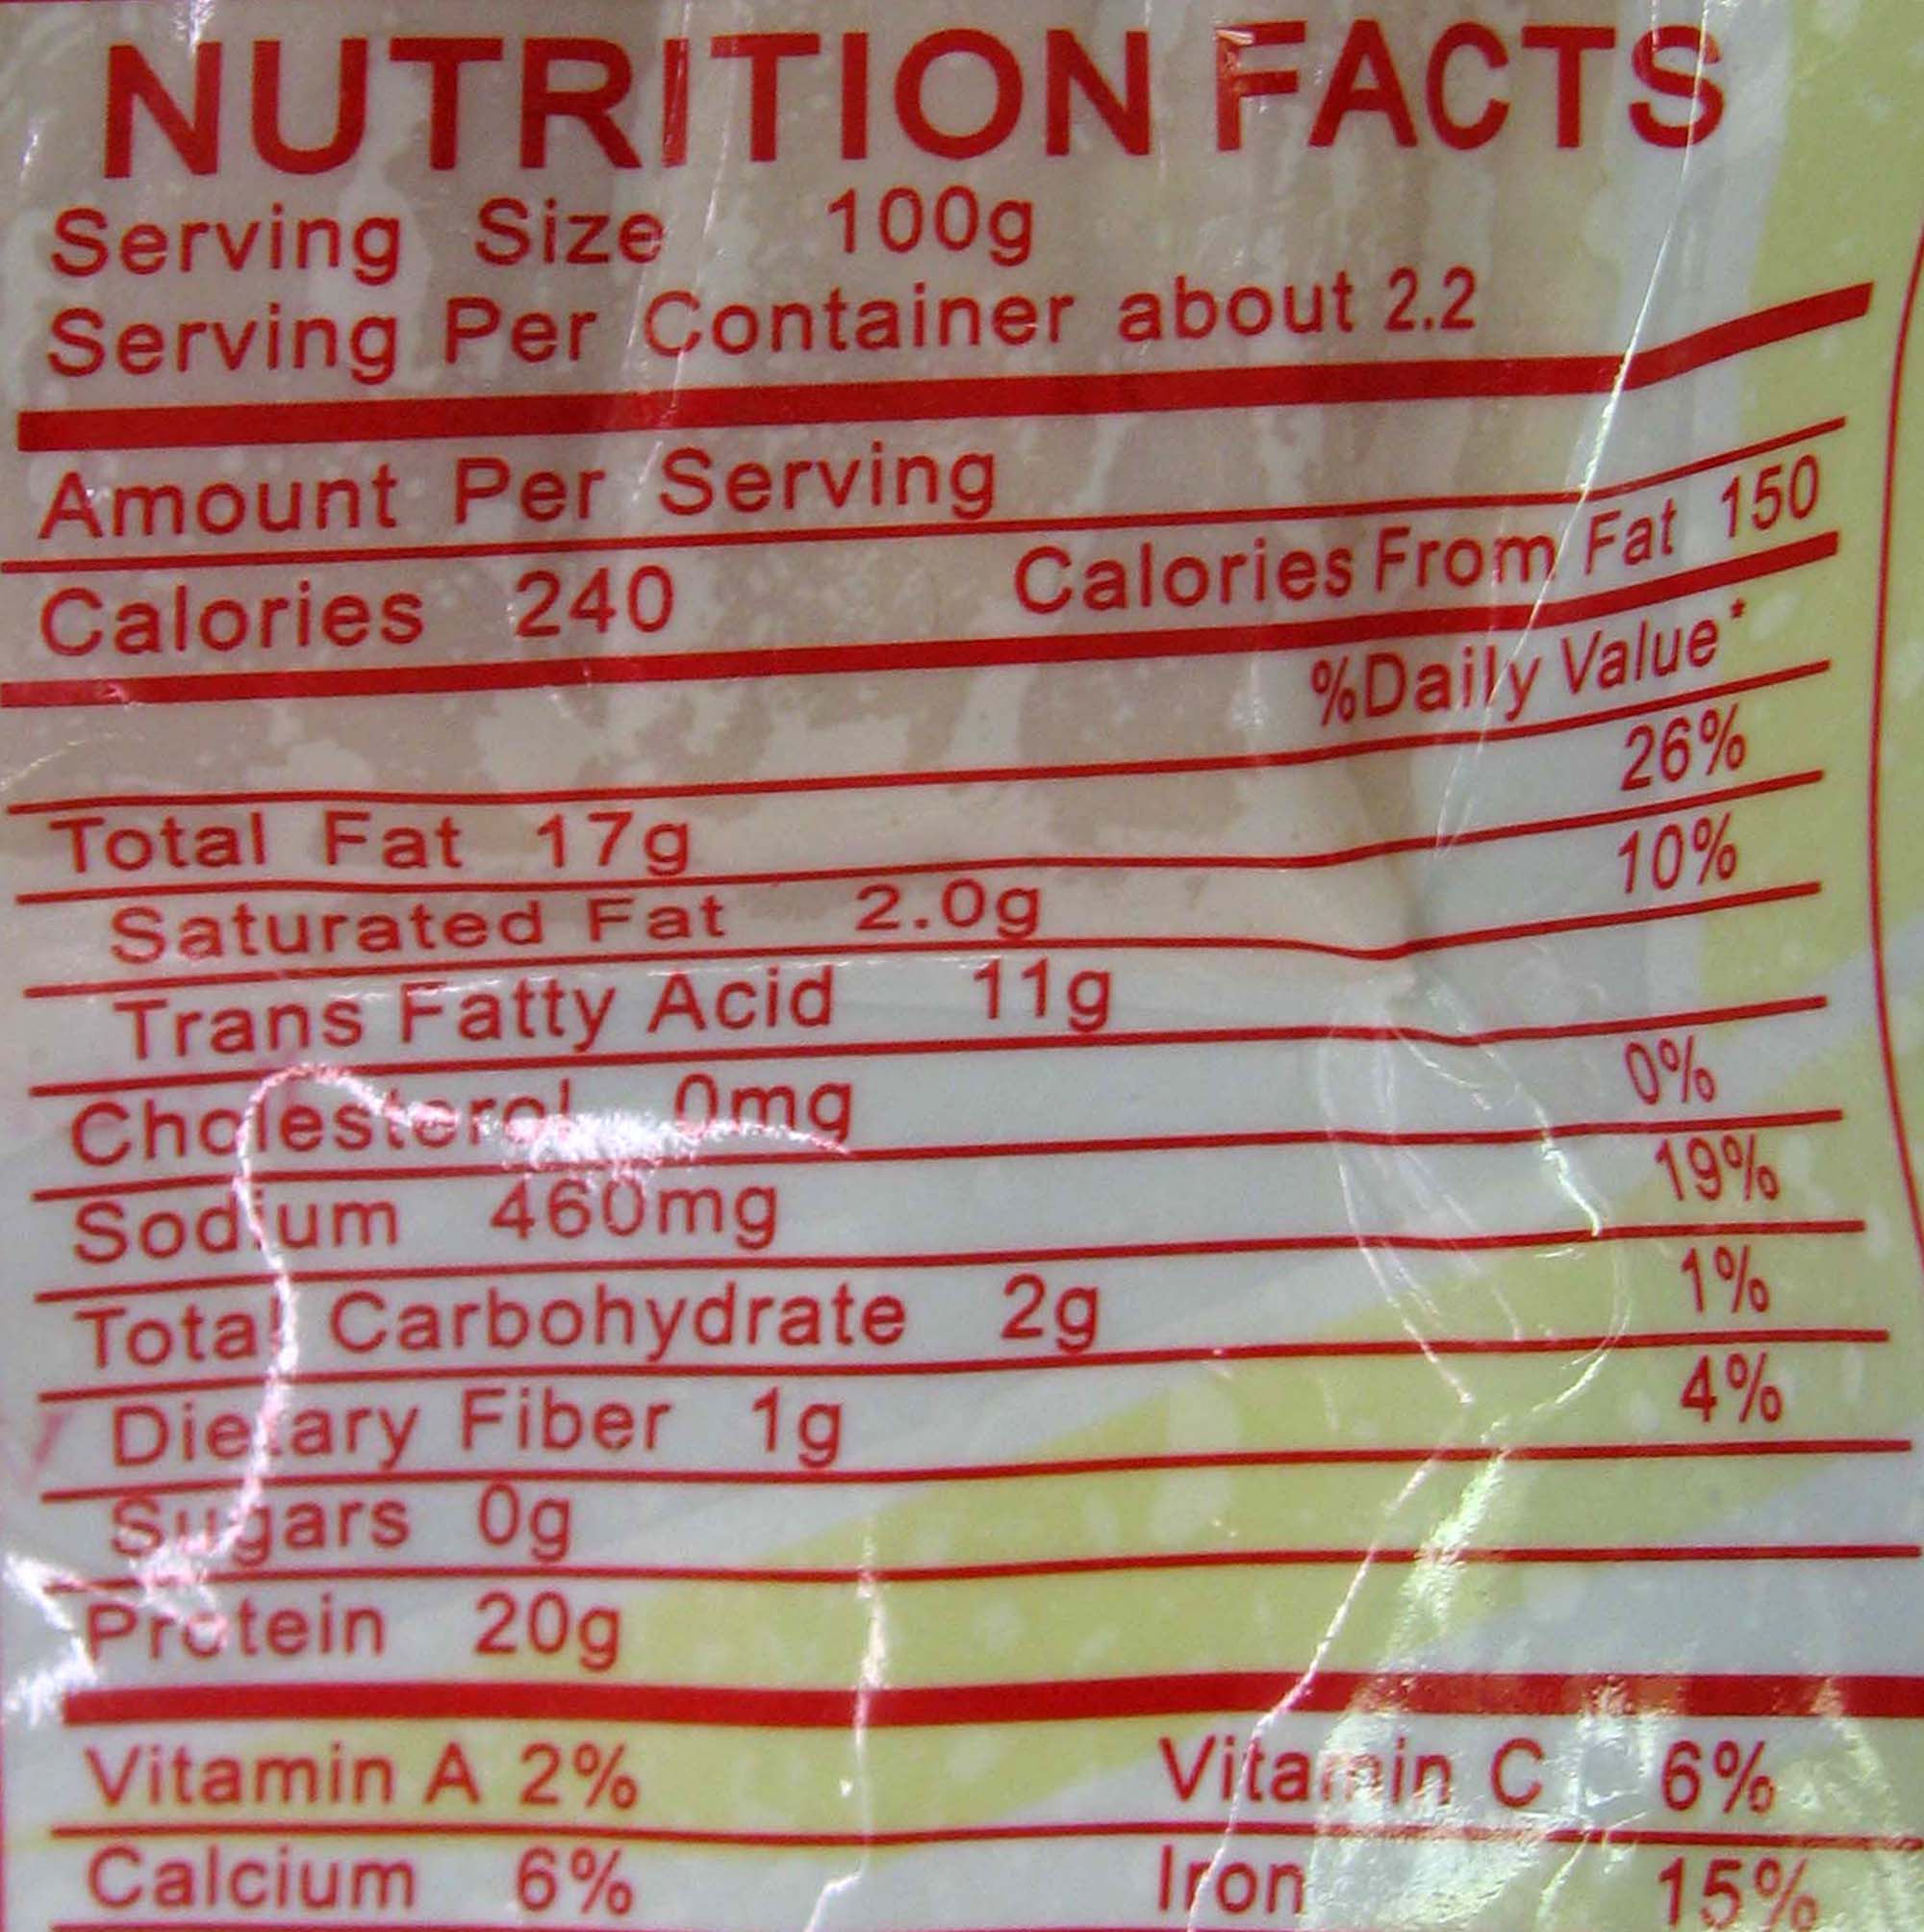 NUTRITION FACTS
Serving Size 100g
Serving Per Container about 2.2
Amount Per Serving
Calories 240 Calories From Fat 150
%Daily Value*
Total Fat 17g 26%
Saturated Fat 2.0g 10%
Trans Fatty Acid 11g
Cholesterol 0mg 0%
Sodium 460mg 19%
Total Carbohydrate 2g 1%
Dietary Fiber 1g 4%
Sugars 0g
Protein 20g
Vitamin A 2% Vitamin C 6%
Calcium 6% Iron 15%